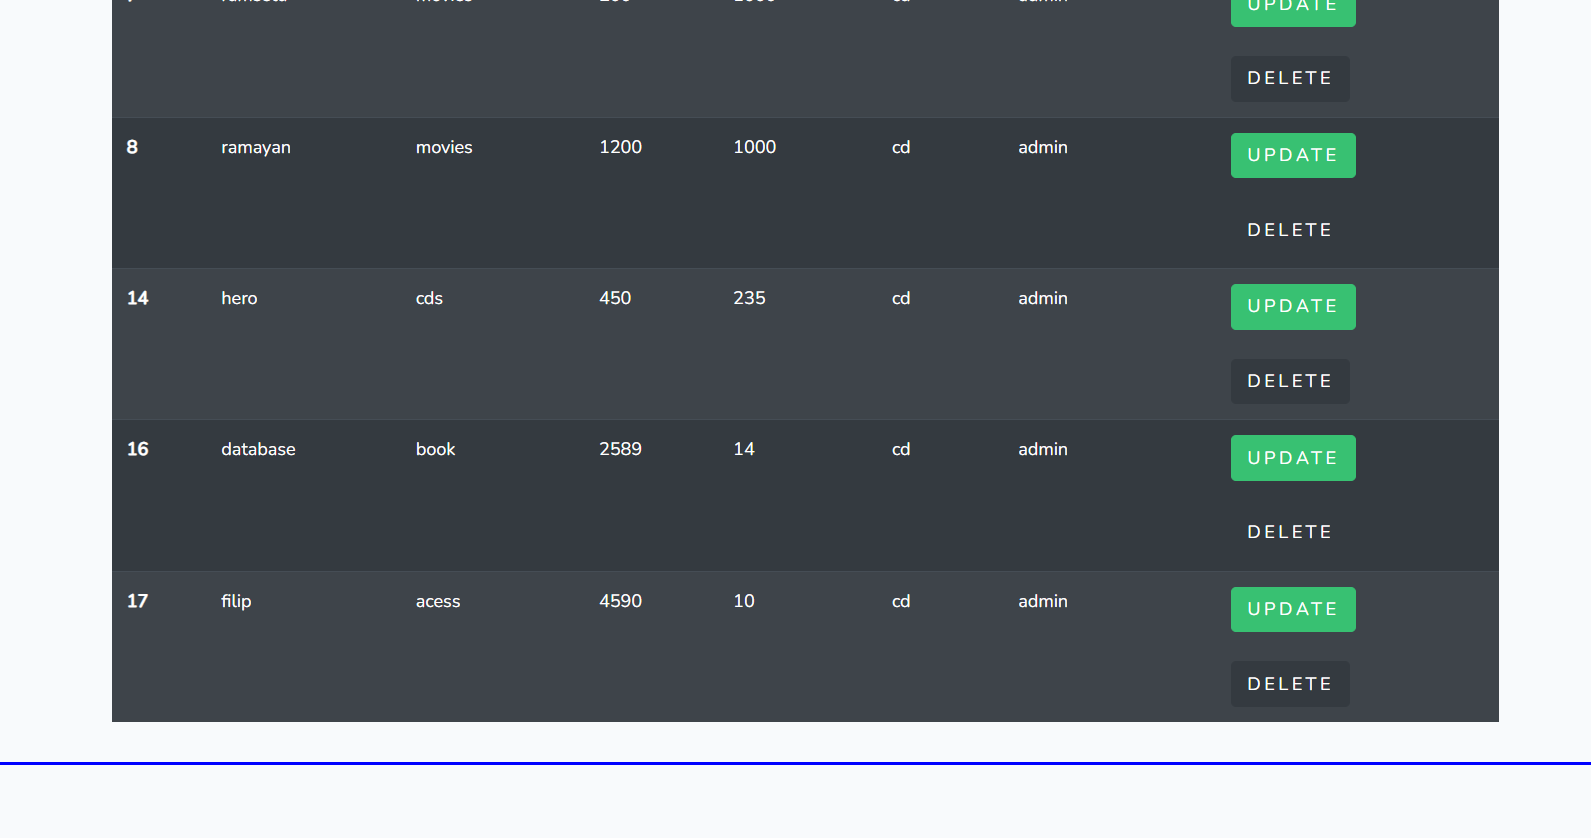 UPDATE
DELETE
8 ramayan movies 1200 1000 cd admin UPDATE
DELETE
14 hero cds 450 235 cd admin UPDATE
DELETE
16 database book 2589 14 cd admin UPDATE
DELETE
17 filip acess 4590 10 cd admin UPDATE
DELETE